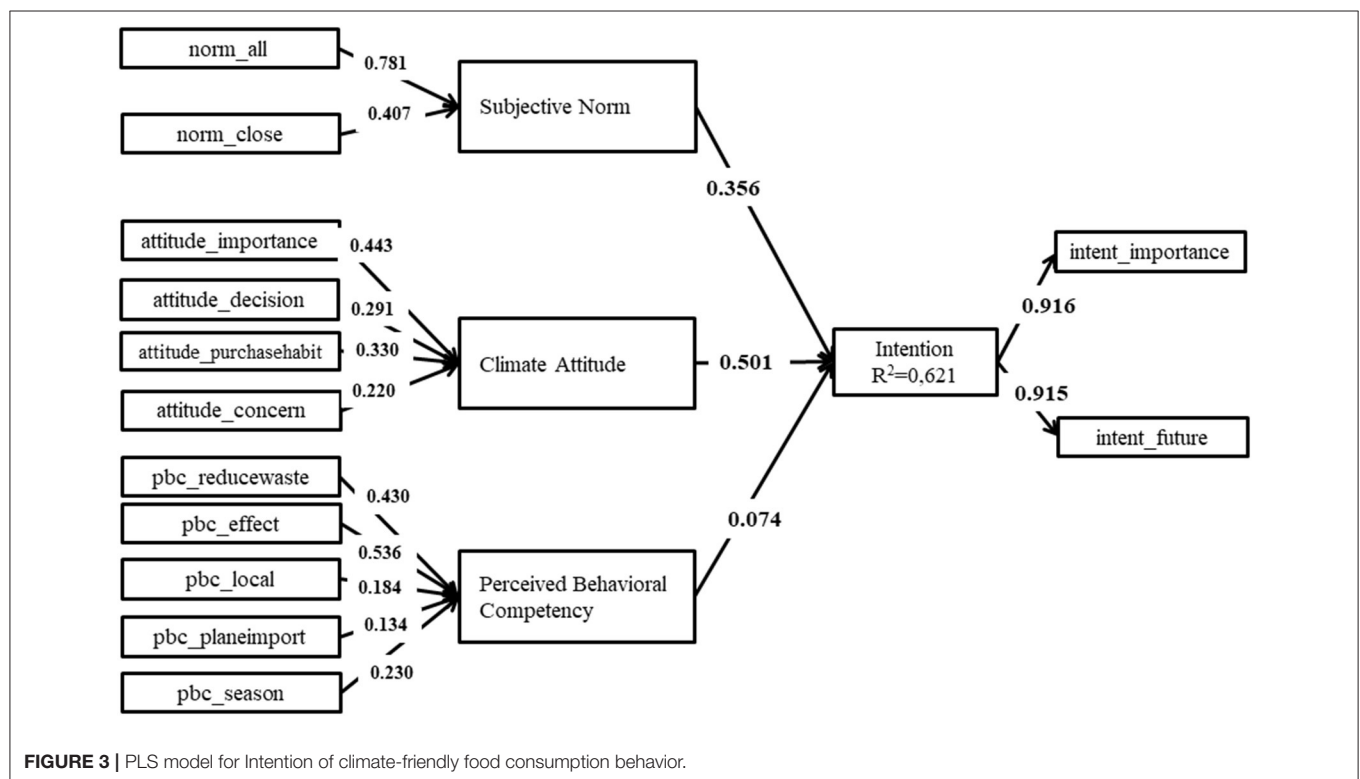 norm_all
0.781
norm_close
0.407
Subjective Norm
0.356
attitude_importance
0.443
attitude_decision
0.291
attitude_purchasehabit
0.330
attitude_concern
0.220
Climate Attitude
0.501
pbc_reducewaste
0.430
pbc_effect
0.536
pbc_local
0.184
pbc_planeimport
0.134
pbc_season
0.230
Perceived Behavioral
Competency
0.074
Intention
R²=0,621
0.916
intent_importance
0.915
intent_future
FIGURE 3 | PLS model for Intention of climate-friendly food consumption behavior.